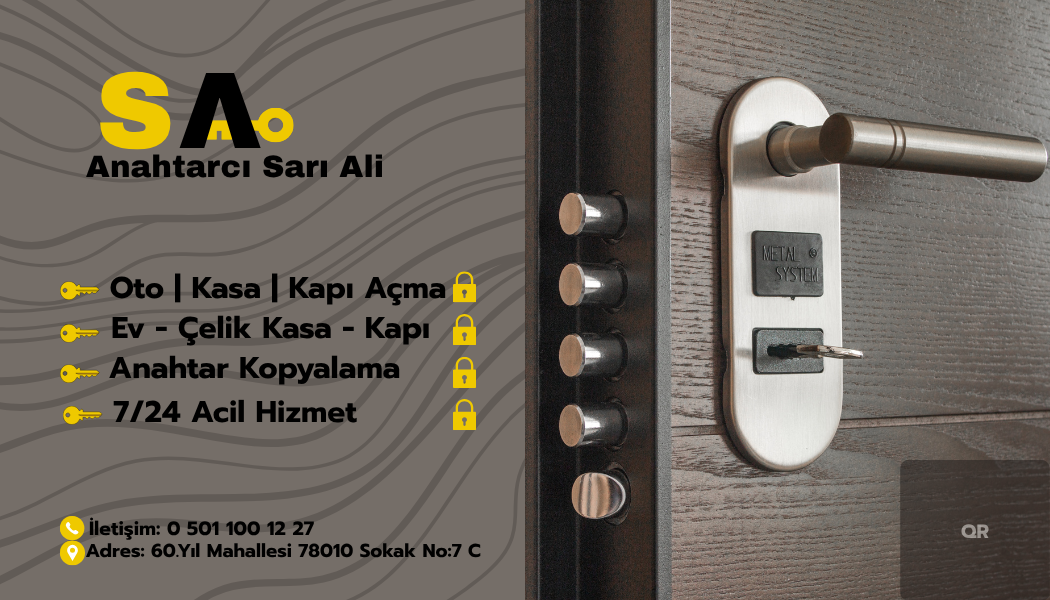 SA
Anahtarcı Sarı Ali
Oto | Kasa | Kapı Açma
Ev - Çelik Kasa - Kapı
Anahtar Kopyalama
7/24 Acil Hizmet
İletişim: 0 501 100 12 27
Adres: 60.Yıl Mahallesi 78010 Sokak No:7 C
METAL
SYSTEM
QR